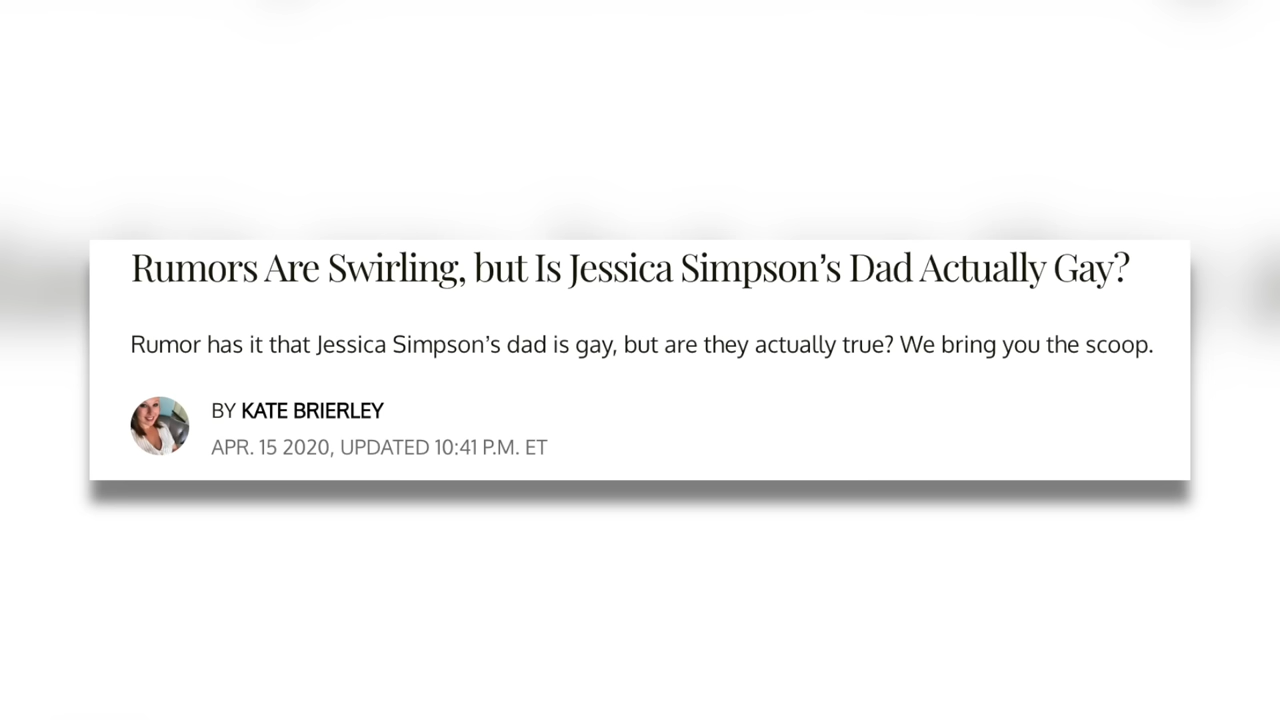 Rumors Are Swirling, but Is Jessica Simpson’s Dad Actually Gay?
Rumor has it that Jessica Simpson’s dad is gay, but are they actually true? We bring you the scoop.
BY KATE BRIERLEY
APR. 15 2020, UPDATED 10:41 P.M. ET